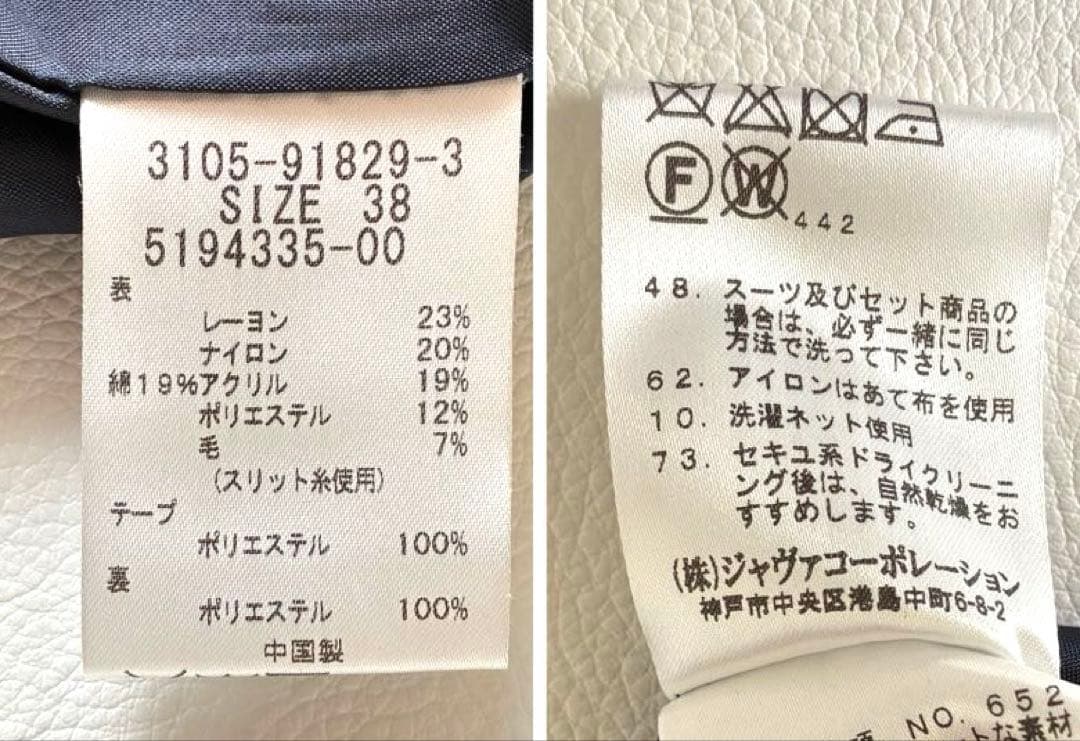 3105-91829-3
SIZE 38
5194335-00
表
レーヨン 23%
ナイロン 20%
綿19%アクリル 19%
ポリエステル 12%
毛 7%
(スリット糸使用)
テープ
ポリエステル 100%
裏
ポリエステル 100%
中国製
F W
442
48. スーツ及びセット商品の
場合は、必ず一緒に同じ
方法で洗って下さい。
62. アイロンはあて布を使用
10. 洗濯ネット使用
73. セキユ系ドライクリーニ
ング後は、自然乾燥をお
すすめします。
(株)ジャヴァコーポレーション
神戸市中央区港島中町6-8-2
NO. 652
な素材